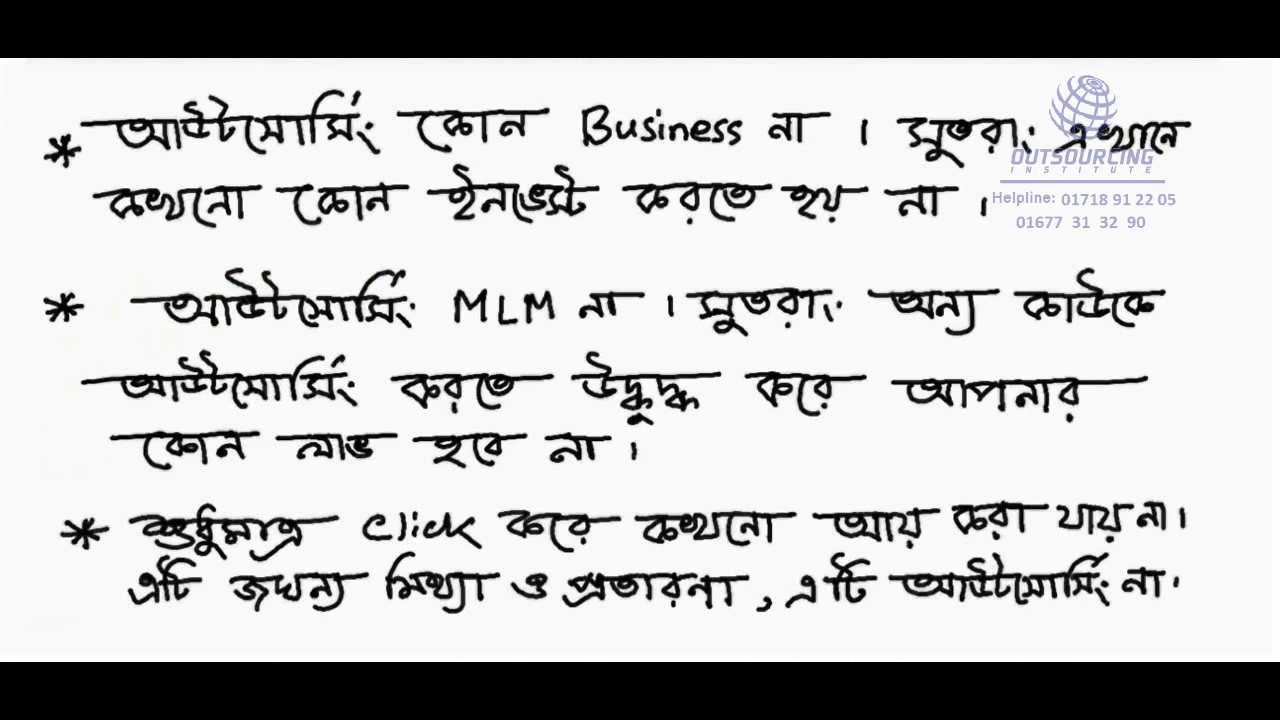 * আউটসোর্সিং কোন Business না । সুতরাং এখানে
কখনো কোন ইনভেস্ট করতে হয় না ।
* আউটসোর্সিং MLM না । সুতরাং অন্য কাউকে
আউটসোর্সিং করতে উদ্বুদ্ধ করে আপনার
কোন লাভ হবে না ।
* শুধুমাত্র Click করে কখনো আয় করা যায় না ।
এটি জঘন্য মিথ্যা ও প্রতারনা , এটি আউটসোর্সিং না .
OUTSOURCING
INSTITUTE
Helpline: 01718 91 22 05
01677 31 32 90